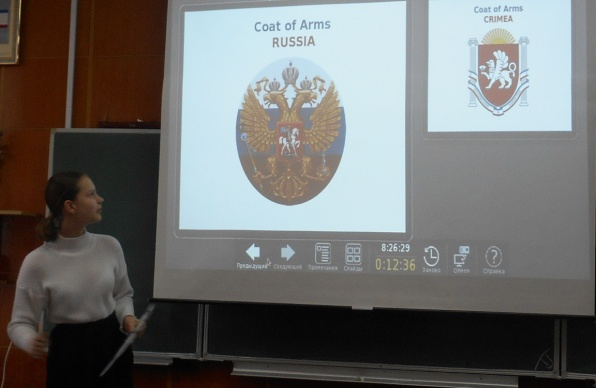 Coat of Arms
RUSSIA
Coat of Arms
CRIMEA
8:26:29
0:12:36
Предыдущий
Следующий
Примечания
Слайды
Заново
Обмен
Справка